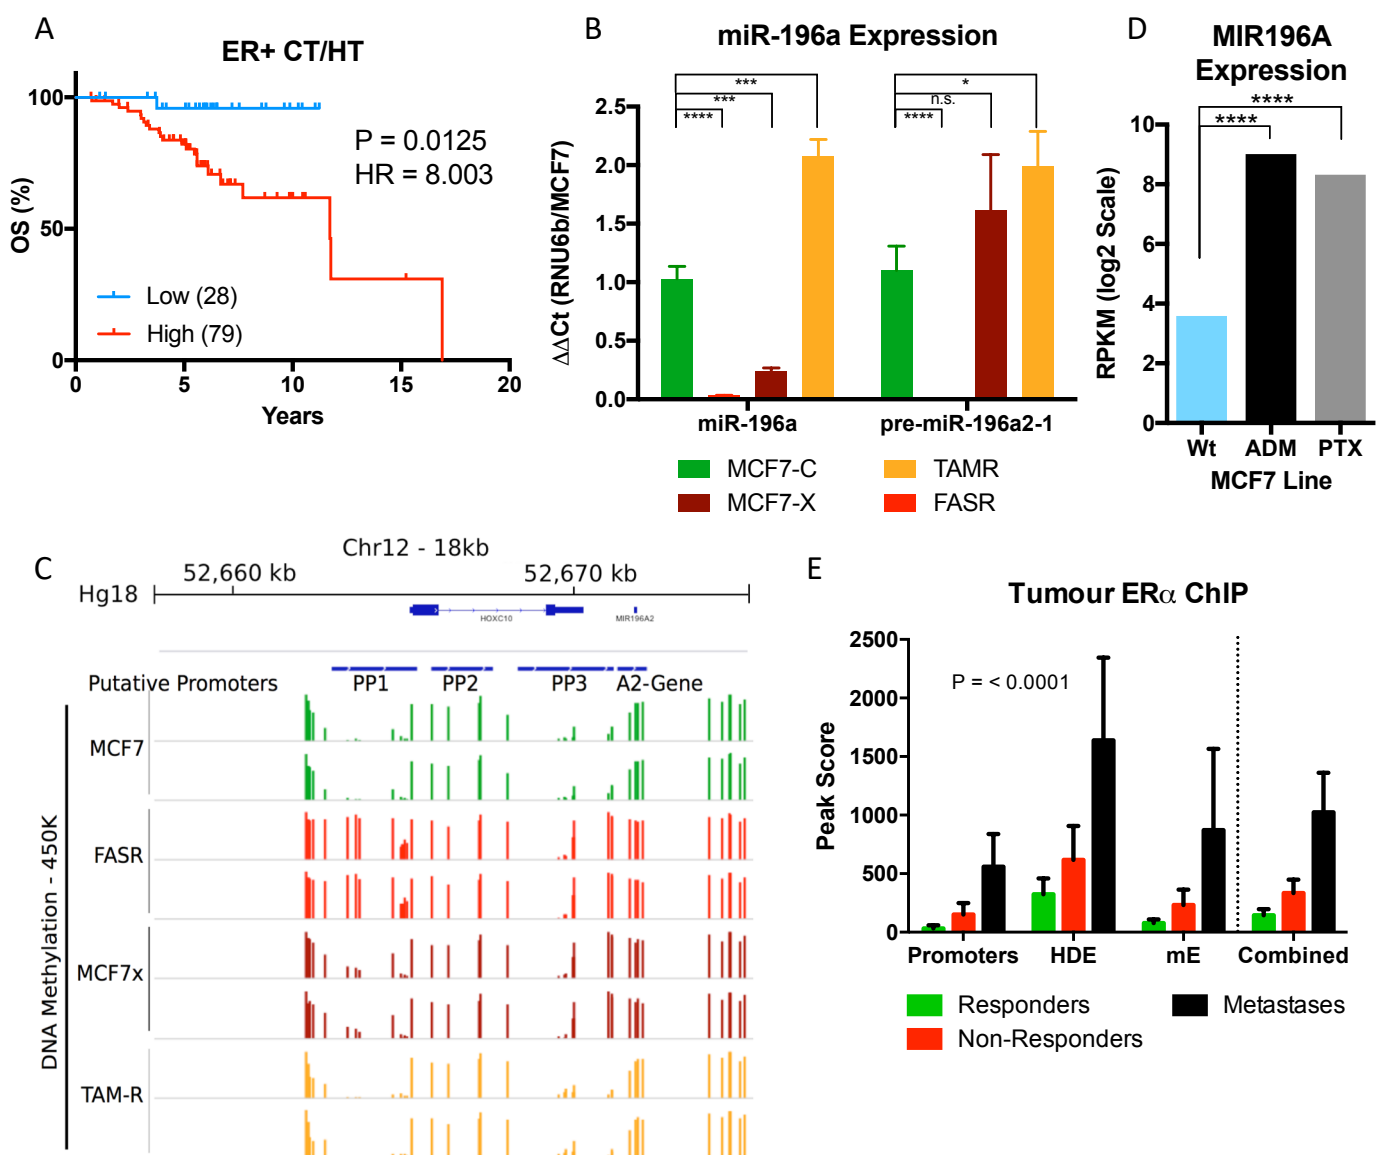 A
ER+ CT/HT
100
50
0
OS (%)
P = 0.0125
HR = 8.003
Low (28)
High (79)
0 5 10 15 20
Years
B
miR-196a Expression
*** *
*** n.s.
**** ****
2.5
2.0
1.5
1.0
0.5
0.0
ΔΔCt (RNU6b/MCF7)
miR-196a pre-miR-196a2-1
MCF7-C TAMR
MCF7-X FASR
D
MIR196A
Expression
****
****
10
8
6
4
2
0
RPKM (log2 Scale)
Wt ADM PTX
MCF7 Line
C
Chr12 - 18kb
52,660 kb 52,670 kb
Hg18
HOXC10 MIR196A2
Putative Promoters PP1 PP2 PP3 A2-Gene
DNA Methylation - 450K
MCF7
FASR
MCF7x
TAM-R
E
Tumour ERα ChIP
2500
2000
1500
1000
500
0
Peak Score
P = < 0.0001
Promoters HDE mE Combined
Responders Metastases
Non-Responders